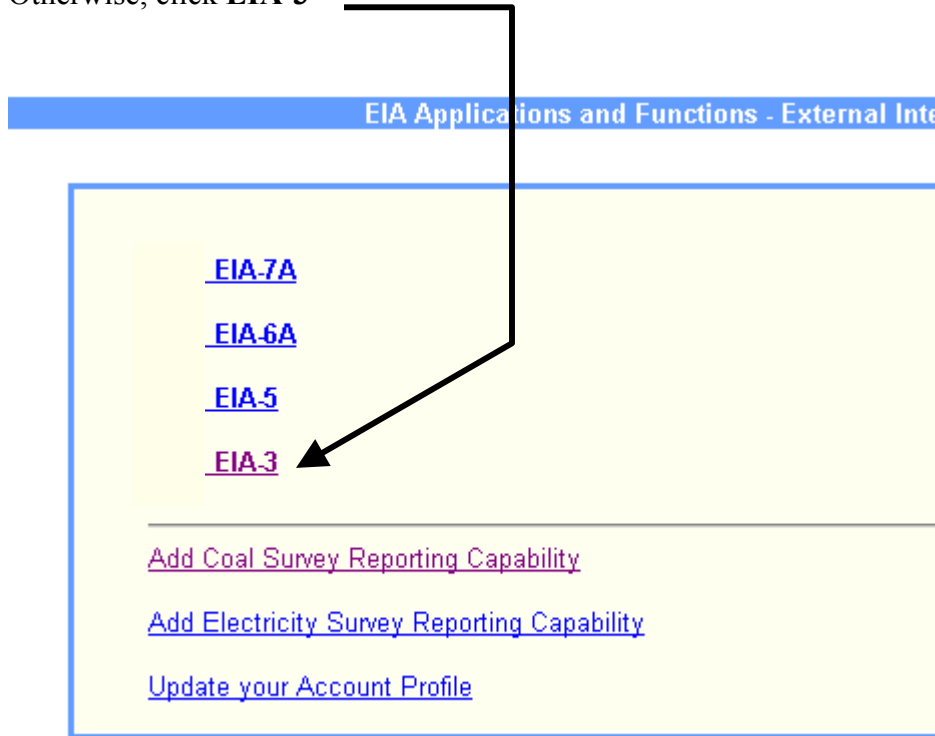 Otherwise, click EIA-3
EIA Applications and Functions - External Inte
EIA-7A
EIA-6A
EIA-5
EIA-3
Add Coal Survey Reporting Capability
Add Electricity Survey Reporting Capability
Update your Account Profile